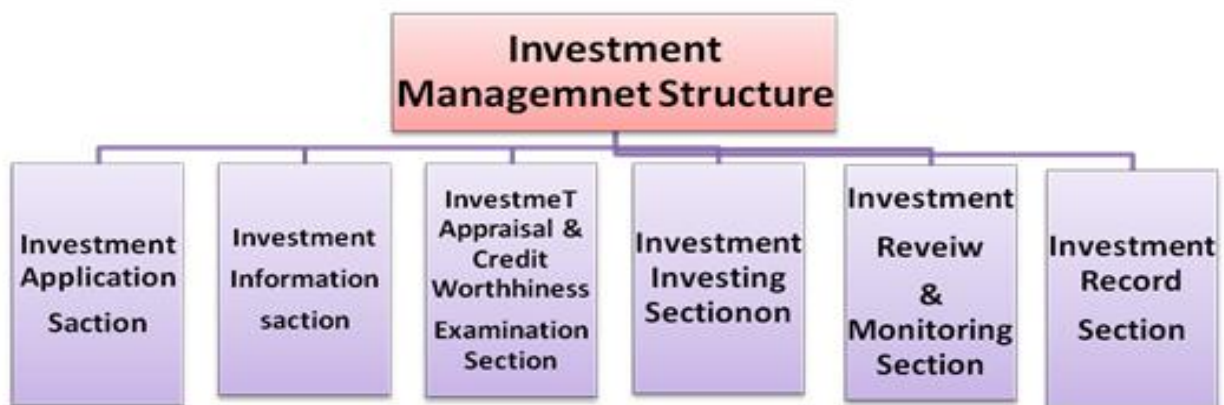 Investment
Managemnet Structure
Investment
Application
Saction
Investment
Information
saction
InvestmeT
Appraisal &
Credit
Worthhiness
Examination
Section
Investment
Investing
Sectionon
Investment
Reveiw
&
Monitoring
Section
Investment
Record
Section